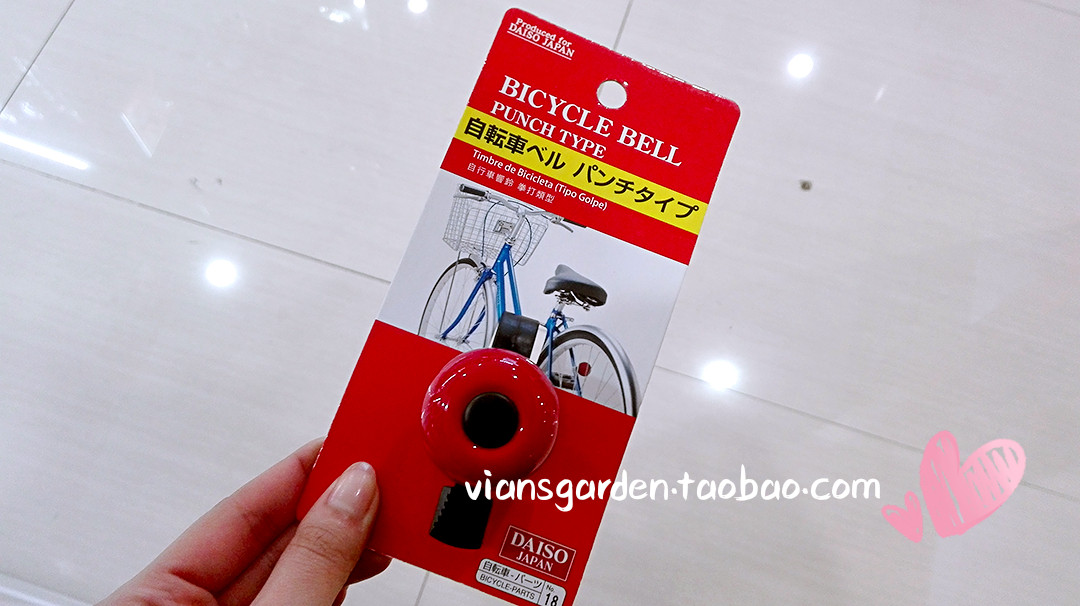 Produced for
DAISO JAPAN
BICYCLE BELL
PUNCH TYPE
自転車ベル パンチタイプ
Timbre de Bicicleta (Tipo Golpe)
自行車響鈴 拳打類型
viansgarden.taobao.com
DAISO
JAPAN
自転車・パーツ
BICYCLE-PARTS
No.
18